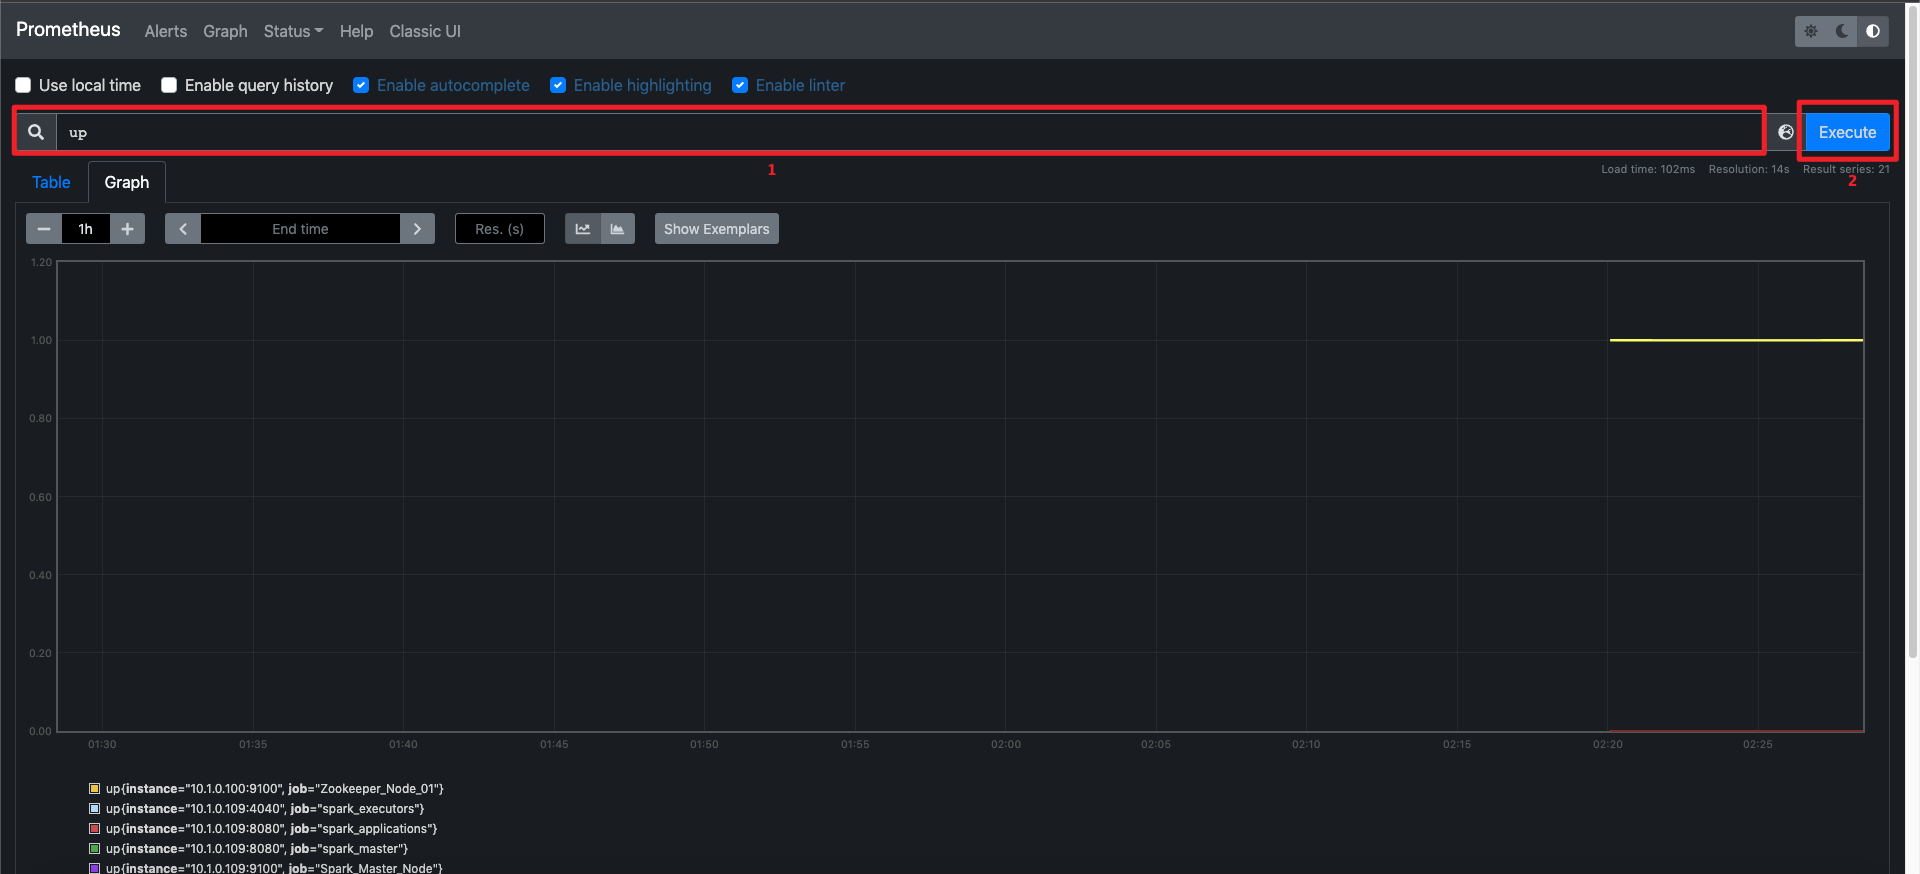 Prometheus Alerts Graph Status Help Classic UI
Use local time Enable query history Enable autocomplete Enable highlighting Enable linter
up Execute
1
Load time: 102ms Resolution: 14s Result series: 21
2
Table Graph
1h End time Res. (s) Show Exemplars
1.20
1.00
0.80
0.60
0.40
0.20
0.00
01:30 01:35 01:40 01:45 01:50 01:55 02:00 02:05 02:10 02:15 02:20 02:25
up{instance="10.1.0.100:9100", job="Zookeeper_Node_01"}
up{instance="10.1.0.109:4040", job="spark_executors"}
up{instance="10.1.0.109:8080", job="spark_applications"}
up{instance="10.1.0.109:8080", job="spark_master"}
up{instance="10.1.0.109:9100", job="Spark_Master_Node"}